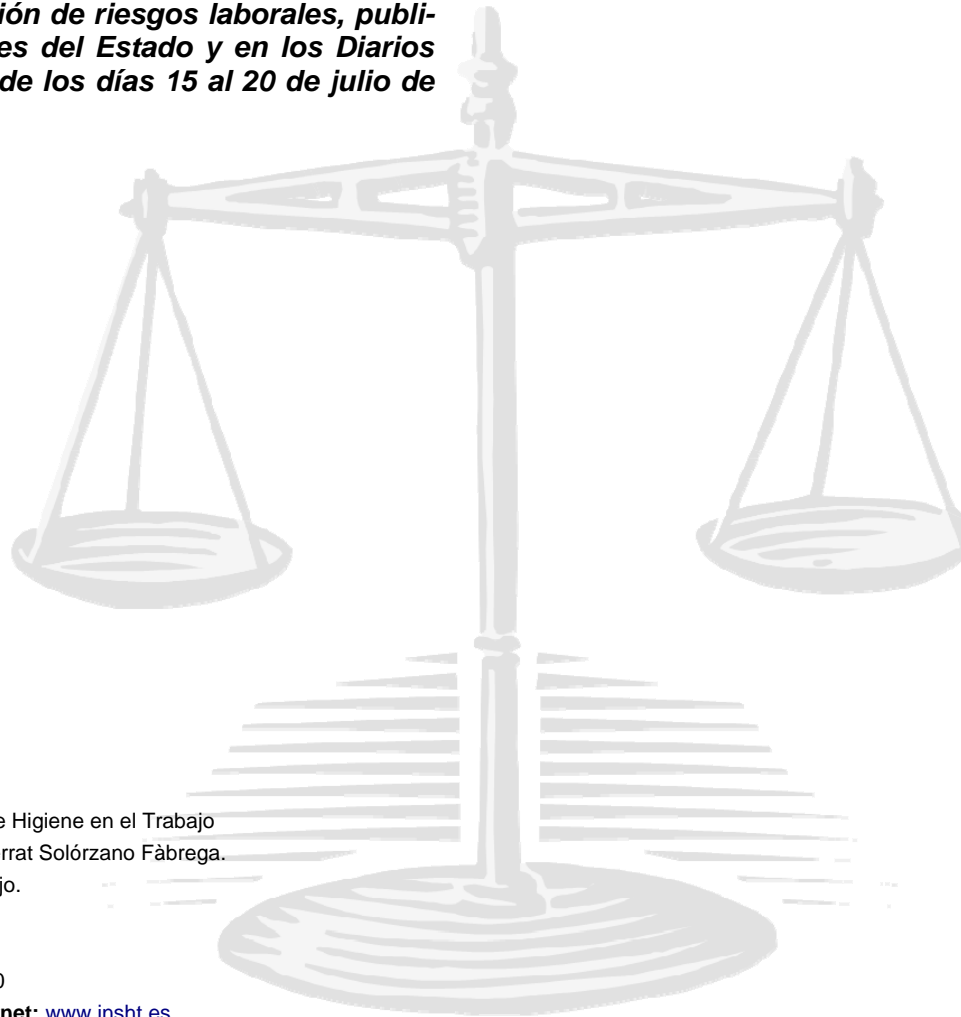 ión de riesgos laborales, publi-
es del Estado y en los Diarios
de los días 15 al 20 de julio de
e Higiene en el Trabajo
rrat Solórzano Fàbrega.
jo.
0
net: www.insht.es